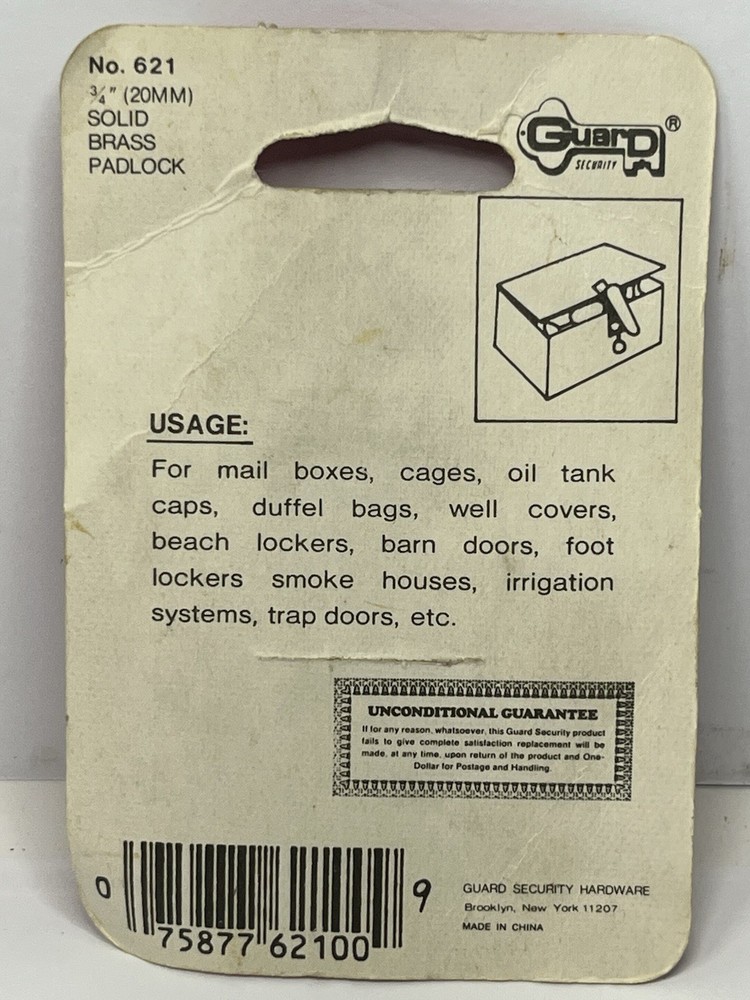 No. 621
3/4" (20MM)
SOLID
BRASS
PADLOCK
GuarD®
SECURITY
USAGE:
For mail boxes, cages, oil tank
caps, duffel bags, well covers,
beach lockers, barn doors, foot
lockers smoke houses, irrigation
systems, trap doors, etc.
UNCONDITIONAL GUARANTEE
If for any reason, whatsoever, this Guard Security product
fails to give complete satisfaction replacement will be
made, at any time, upon return of the product and One-
Dollar for Postage and Handling.
0 75877 62100 9
GUARD SECURITY HARDWARE
Brooklyn, New York 11207
MADE IN CHINA